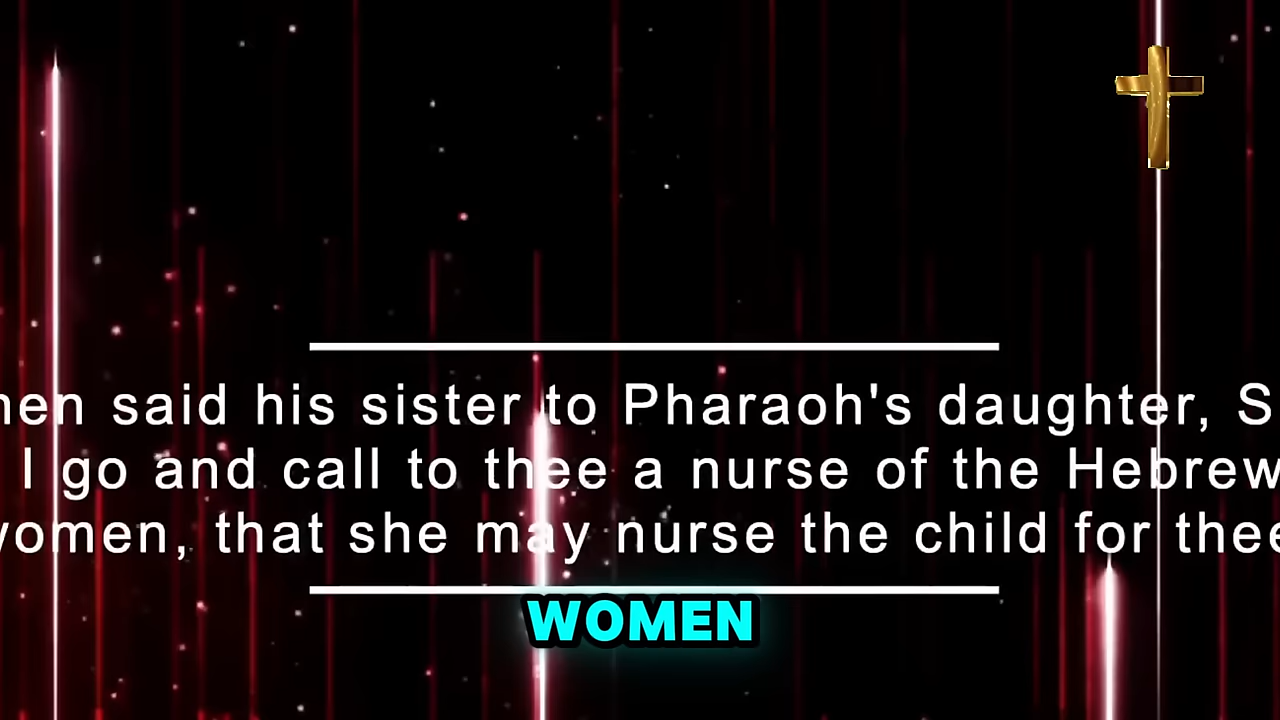 hen said his sister to Pharaoh's daughter, S
I go and call to thee a nurse of the Hebrew
women, that she may nurse the child for thee
WOMEN